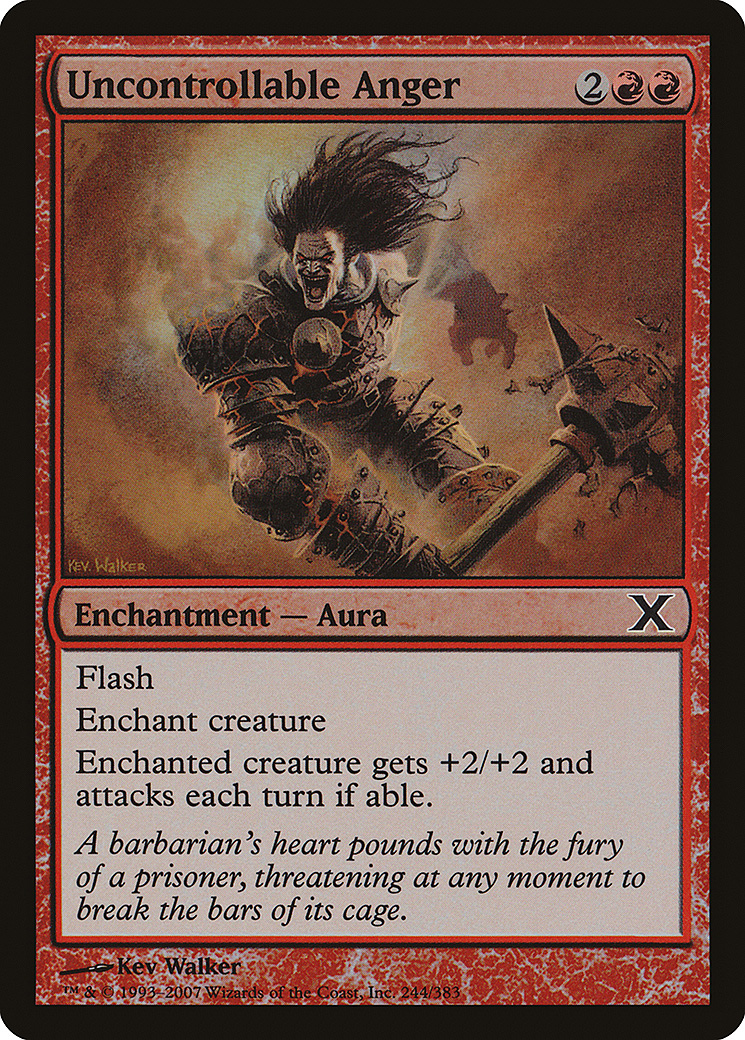 Uncontrollable Anger 2
Kev. Walker
Enchantment — Aura X
Flash
Enchant creature
Enchanted creature gets +2/+2 and
attacks each turn if able.
A barbarian's heart pounds with the fury
of a prisoner, threatening at any moment to
break the bars of its cage.
Kev Walker
™ & © 1993–2007 Wizards of the Coast, Inc. 244/383